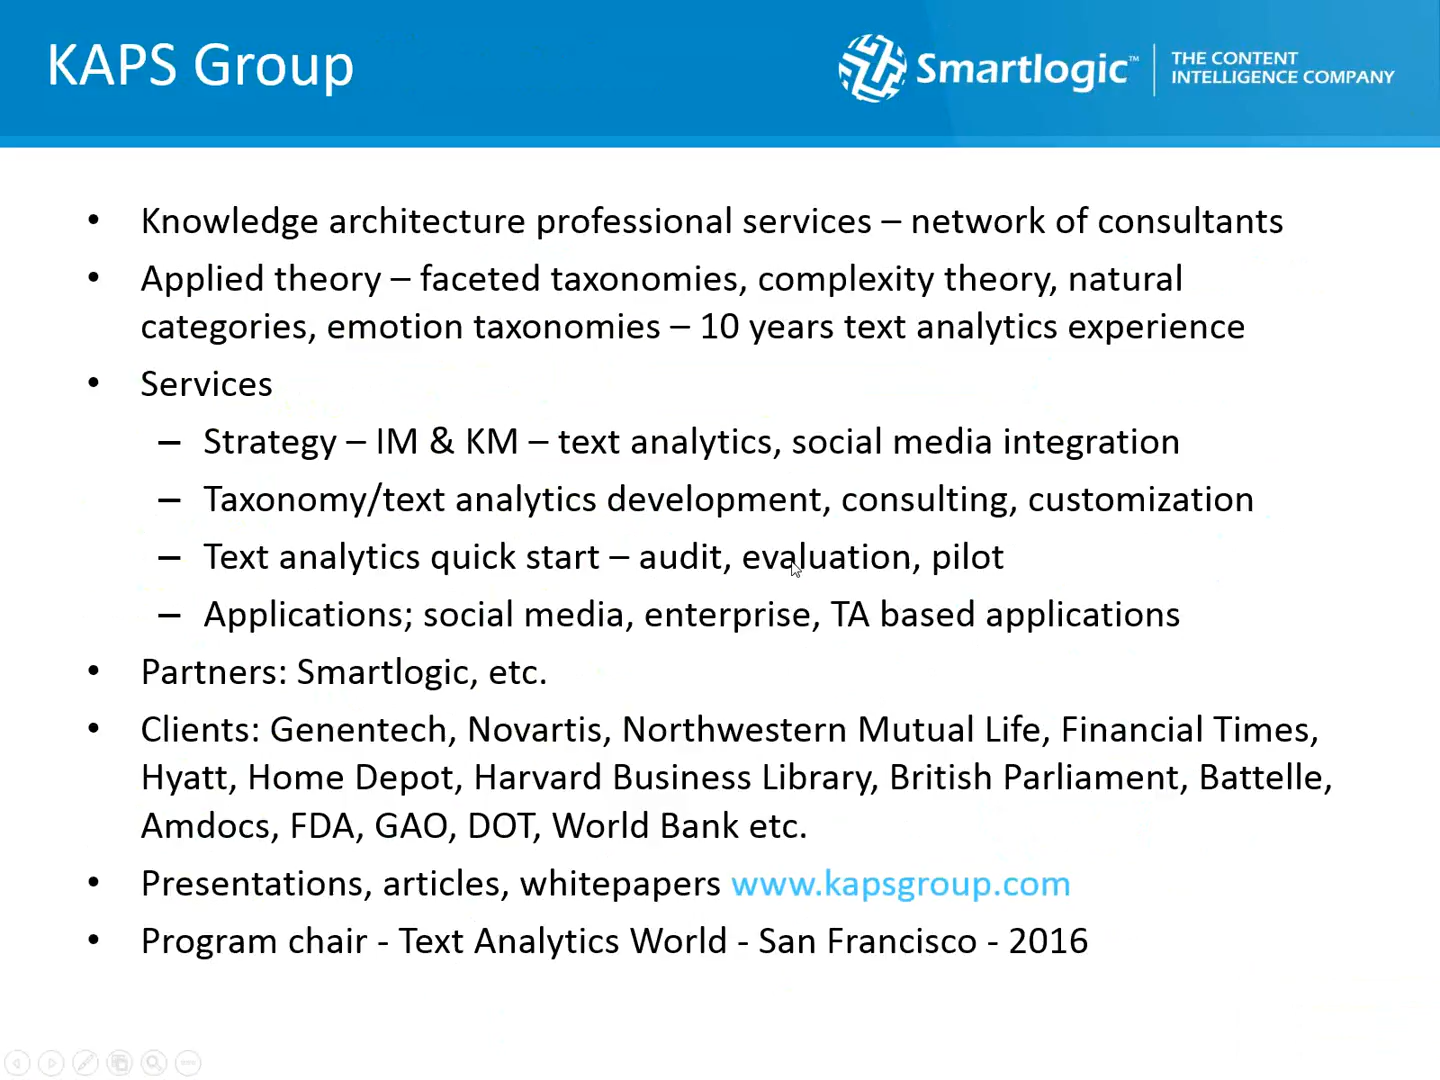 KAPS Group
Smartlogic™
THE CONTENT
INTELLIGENCE COMPANY
• Knowledge architecture professional services – network of consultants
• Applied theory – faceted taxonomies, complexity theory, natural
categories, emotion taxonomies – 10 years text analytics experience
• Services
– Strategy – IM & KM – text analytics, social media integration
– Taxonomy/text analytics development, consulting, customization
– Text analytics quick start – audit, evaluation, pilot
– Applications; social media, enterprise, TA based applications
• Partners: Smartlogic, etc.
• Clients: Genentech, Novartis, Northwestern Mutual Life, Financial Times,
Hyatt, Home Depot, Harvard Business Library, British Parliament, Battelle,
Amdocs, FDA, GAO, DOT, World Bank etc.
• Presentations, articles, whitepapers www.kapsgroup.com
• Program chair - Text Analytics World - San Francisco - 2016